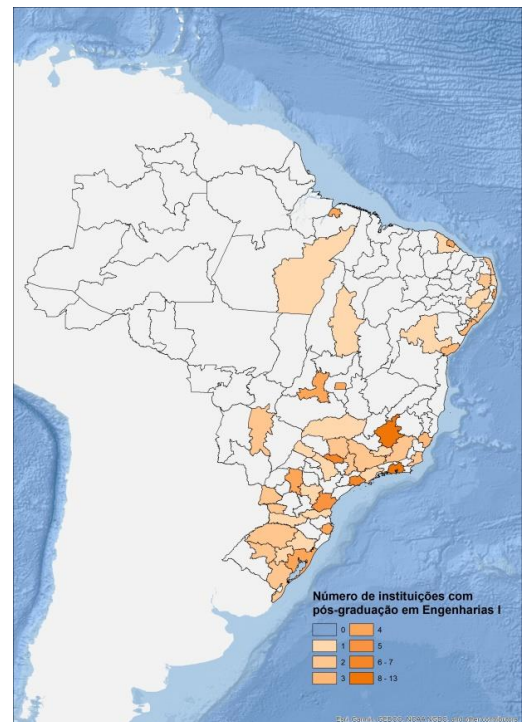 Número de instituições com
pós-graduação em Engenharias I
0 4
1 5
2 6 - 7
3 8 - 13